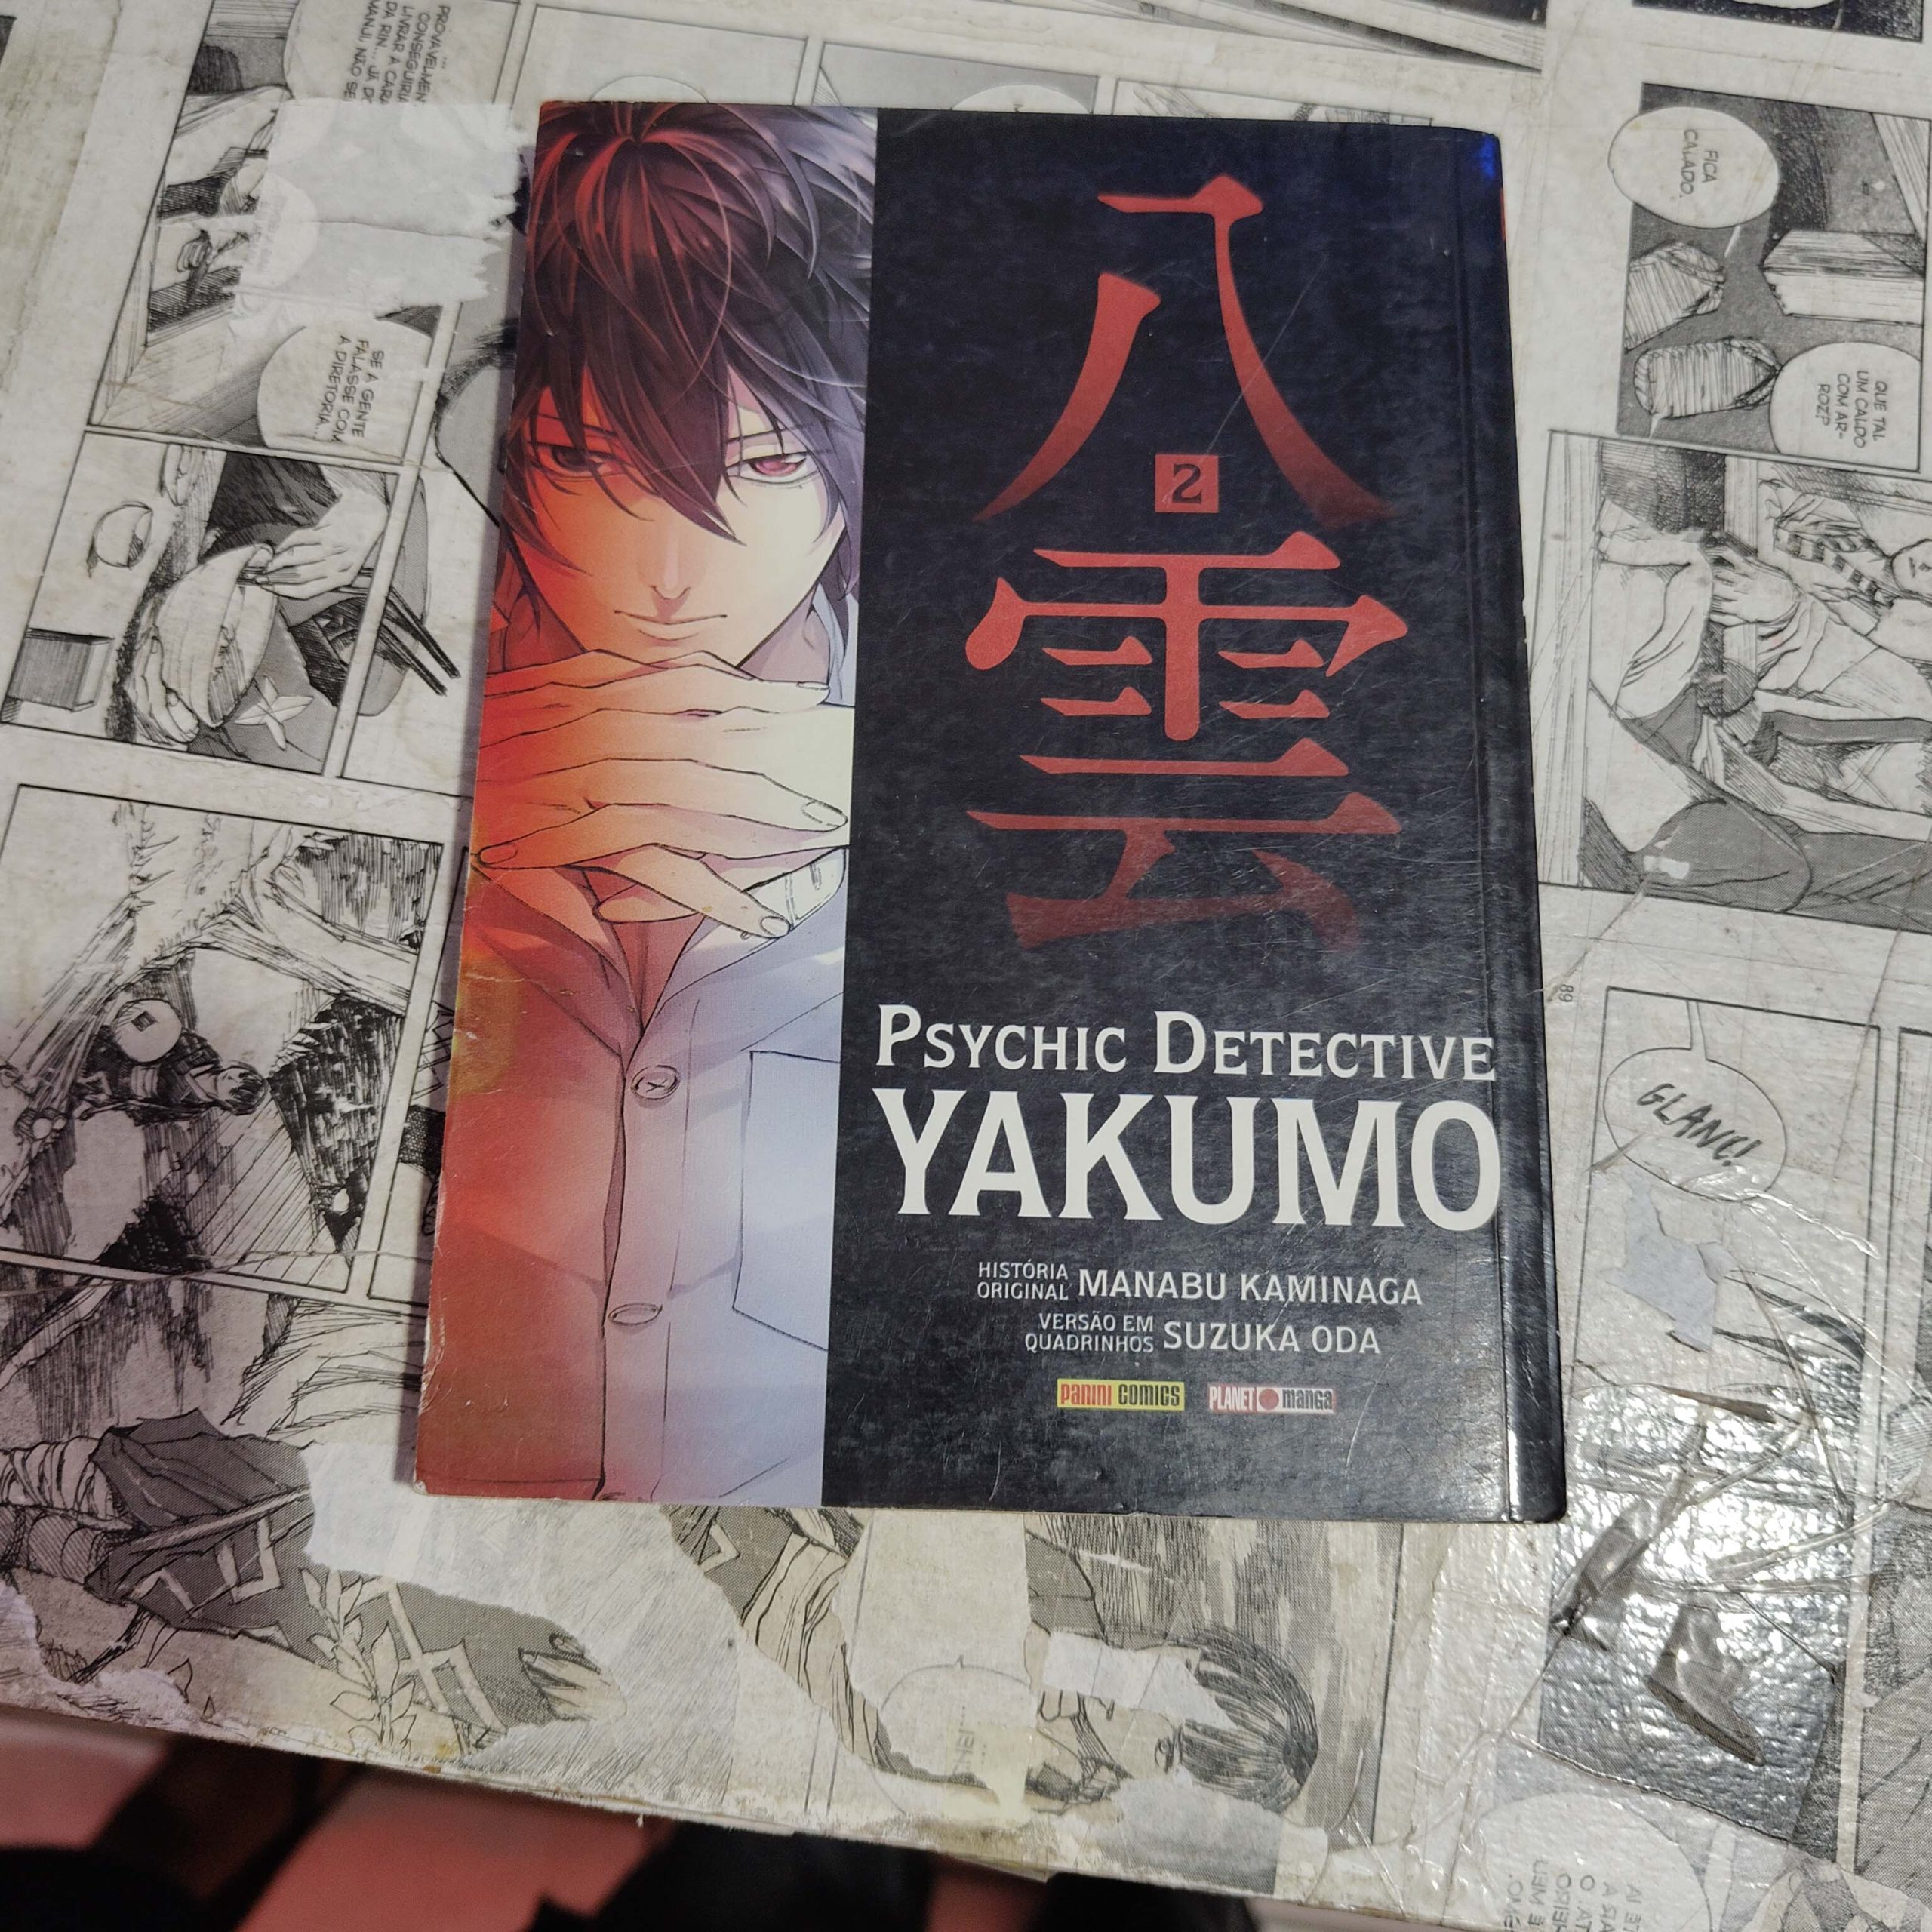 八雲
2
PSYCHIC DETECTIVE
YAKUMO
HISTÓRIA
ORIGINAL MANABU KAMINAGA
VERSÃO EM
QUADRINHOS SUZUKA ODA
PANINI COMICS
PLANET manga
SE A GENTE
FALASSE COM
A DIRETORIA...
FICA
CALADO.
QUE TAL
UM CALDO
COM AR-
ROZ?
89
GLANC!